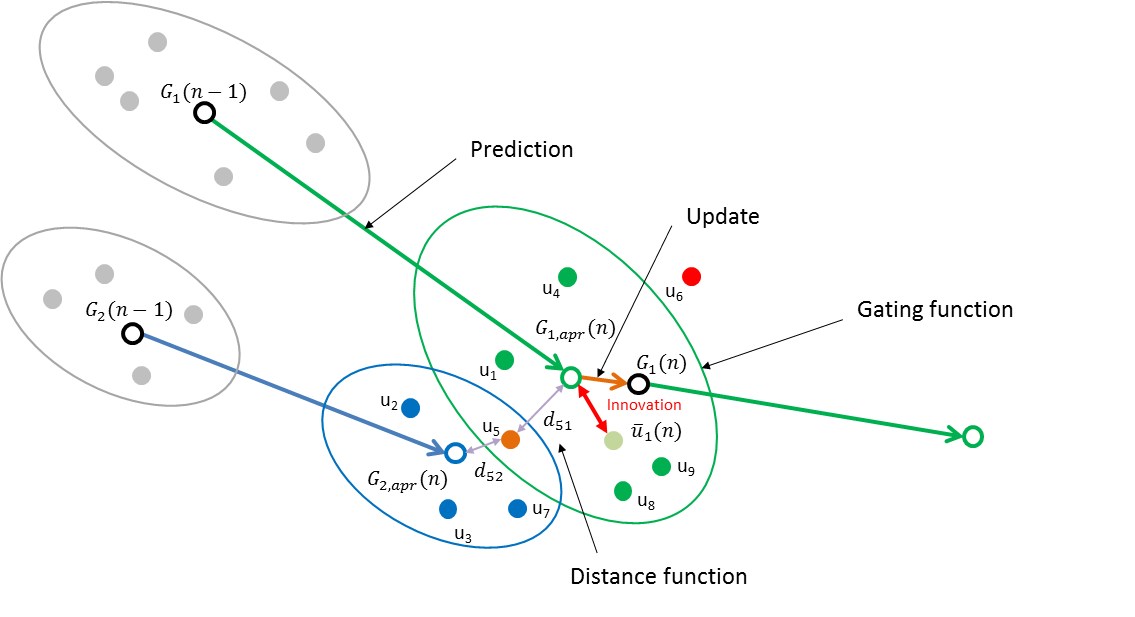 G₁(n − 1)
Prediction
Update
u₄
u₆
G₂(n − 1)
Gating function
G₁,ₐₚᵣ(n)
u₁
G₁(n)
Innovation
u₂
u₅
d₅₁
ū₁(n)
G₂,ₐₚᵣ(n)
d₅₂
u₉
u₈
u₇
u₃
Distance function